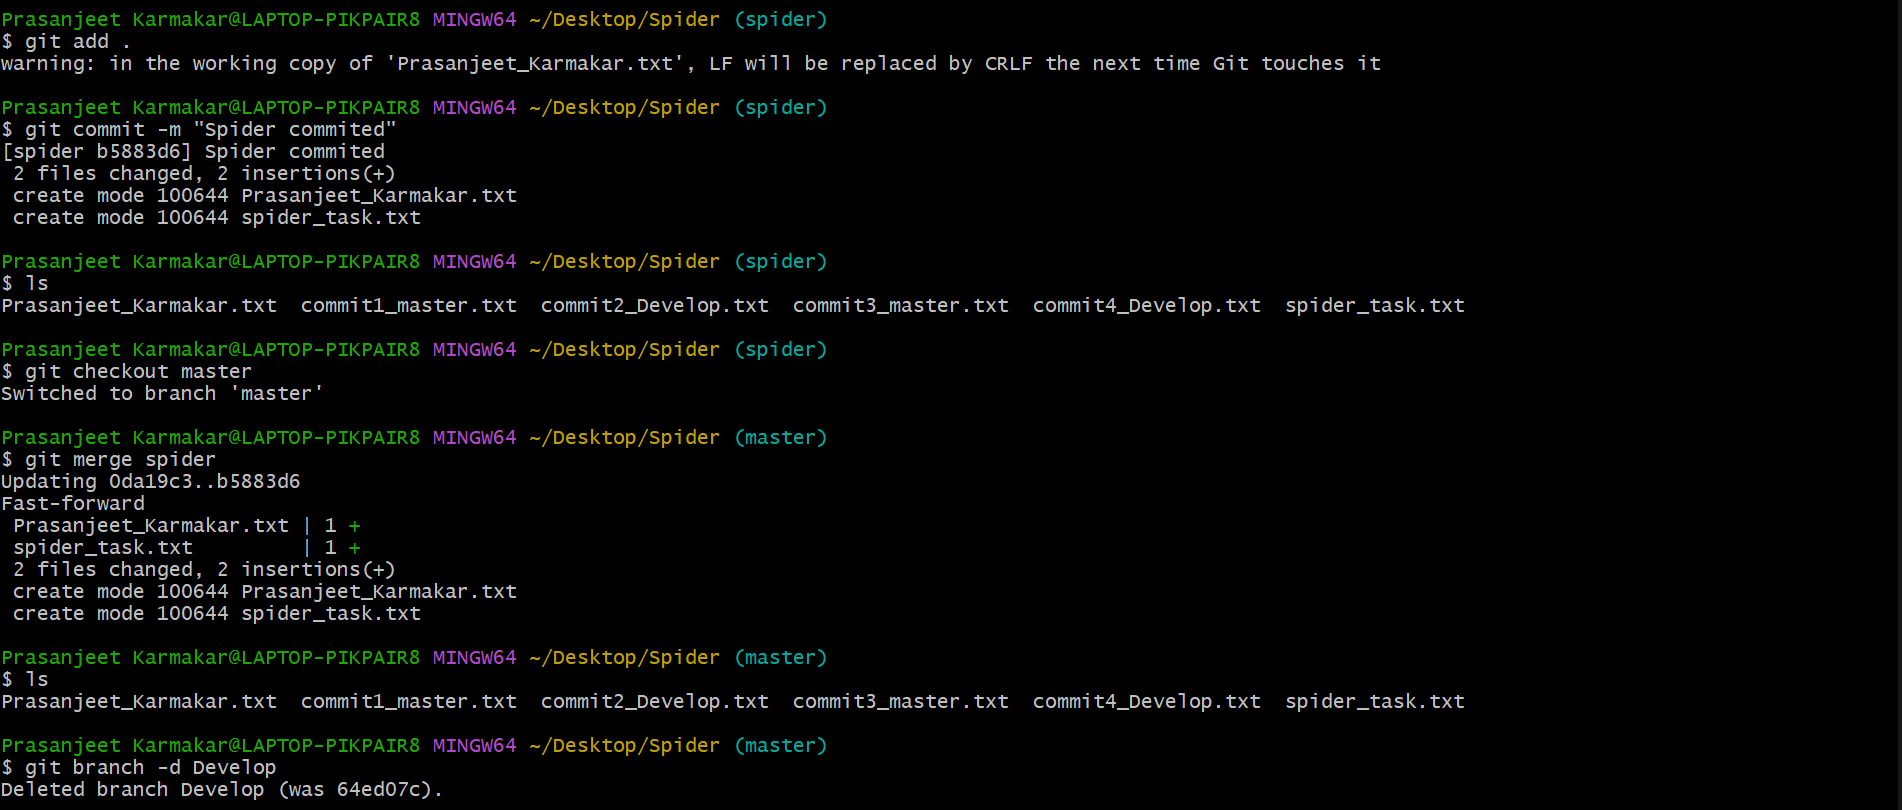 Prasanjeet Karmakar@LAPTOP-PIKPAIR8 MINGW64 ~/Desktop/Spider (spider)
$ git add .
warning: in the working copy of 'Prasanjeet_Karmakar.txt', LF will be replaced by CRLF the next time Git touches it
Prasanjeet Karmakar@LAPTOP-PIKPAIR8 MINGW64 ~/Desktop/Spider (spider)
$ git commit -m "Spider commited"
[spider b5883d6] Spider commited
 2 files changed, 2 insertions(+)
 create mode 100644 Prasanjeet_Karmakar.txt
 create mode 100644 spider_task.txt
Prasanjeet Karmakar@LAPTOP-PIKPAIR8 MINGW64 ~/Desktop/Spider (spider)
$ ls
Prasanjeet_Karmakar.txt  commit1_master.txt  commit2_Develop.txt  commit3_master.txt  commit4_Develop.txt  spider_task.txt
Prasanjeet Karmakar@LAPTOP-PIKPAIR8 MINGW64 ~/Desktop/Spider (spider)
$ git checkout master
Switched to branch 'master'
Prasanjeet Karmakar@LAPTOP-PIKPAIR8 MINGW64 ~/Desktop/Spider (master)
$ git merge spider
Updating 0da19c3..b5883d6
Fast-forward
 Prasanjeet_Karmakar.txt | 1 +
 spider_task.txt         | 1 +
 2 files changed, 2 insertions(+)
 create mode 100644 Prasanjeet_Karmakar.txt
 create mode 100644 spider_task.txt
Prasanjeet Karmakar@LAPTOP-PIKPAIR8 MINGW64 ~/Desktop/Spider (master)
$ ls
Prasanjeet_Karmakar.txt  commit1_master.txt  commit2_Develop.txt  commit3_master.txt  commit4_Develop.txt  spider_task.txt
Prasanjeet Karmakar@LAPTOP-PIKPAIR8 MINGW64 ~/Desktop/Spider (master)
$ git branch -d Develop
Deleted branch Develop (was 64ed07c).